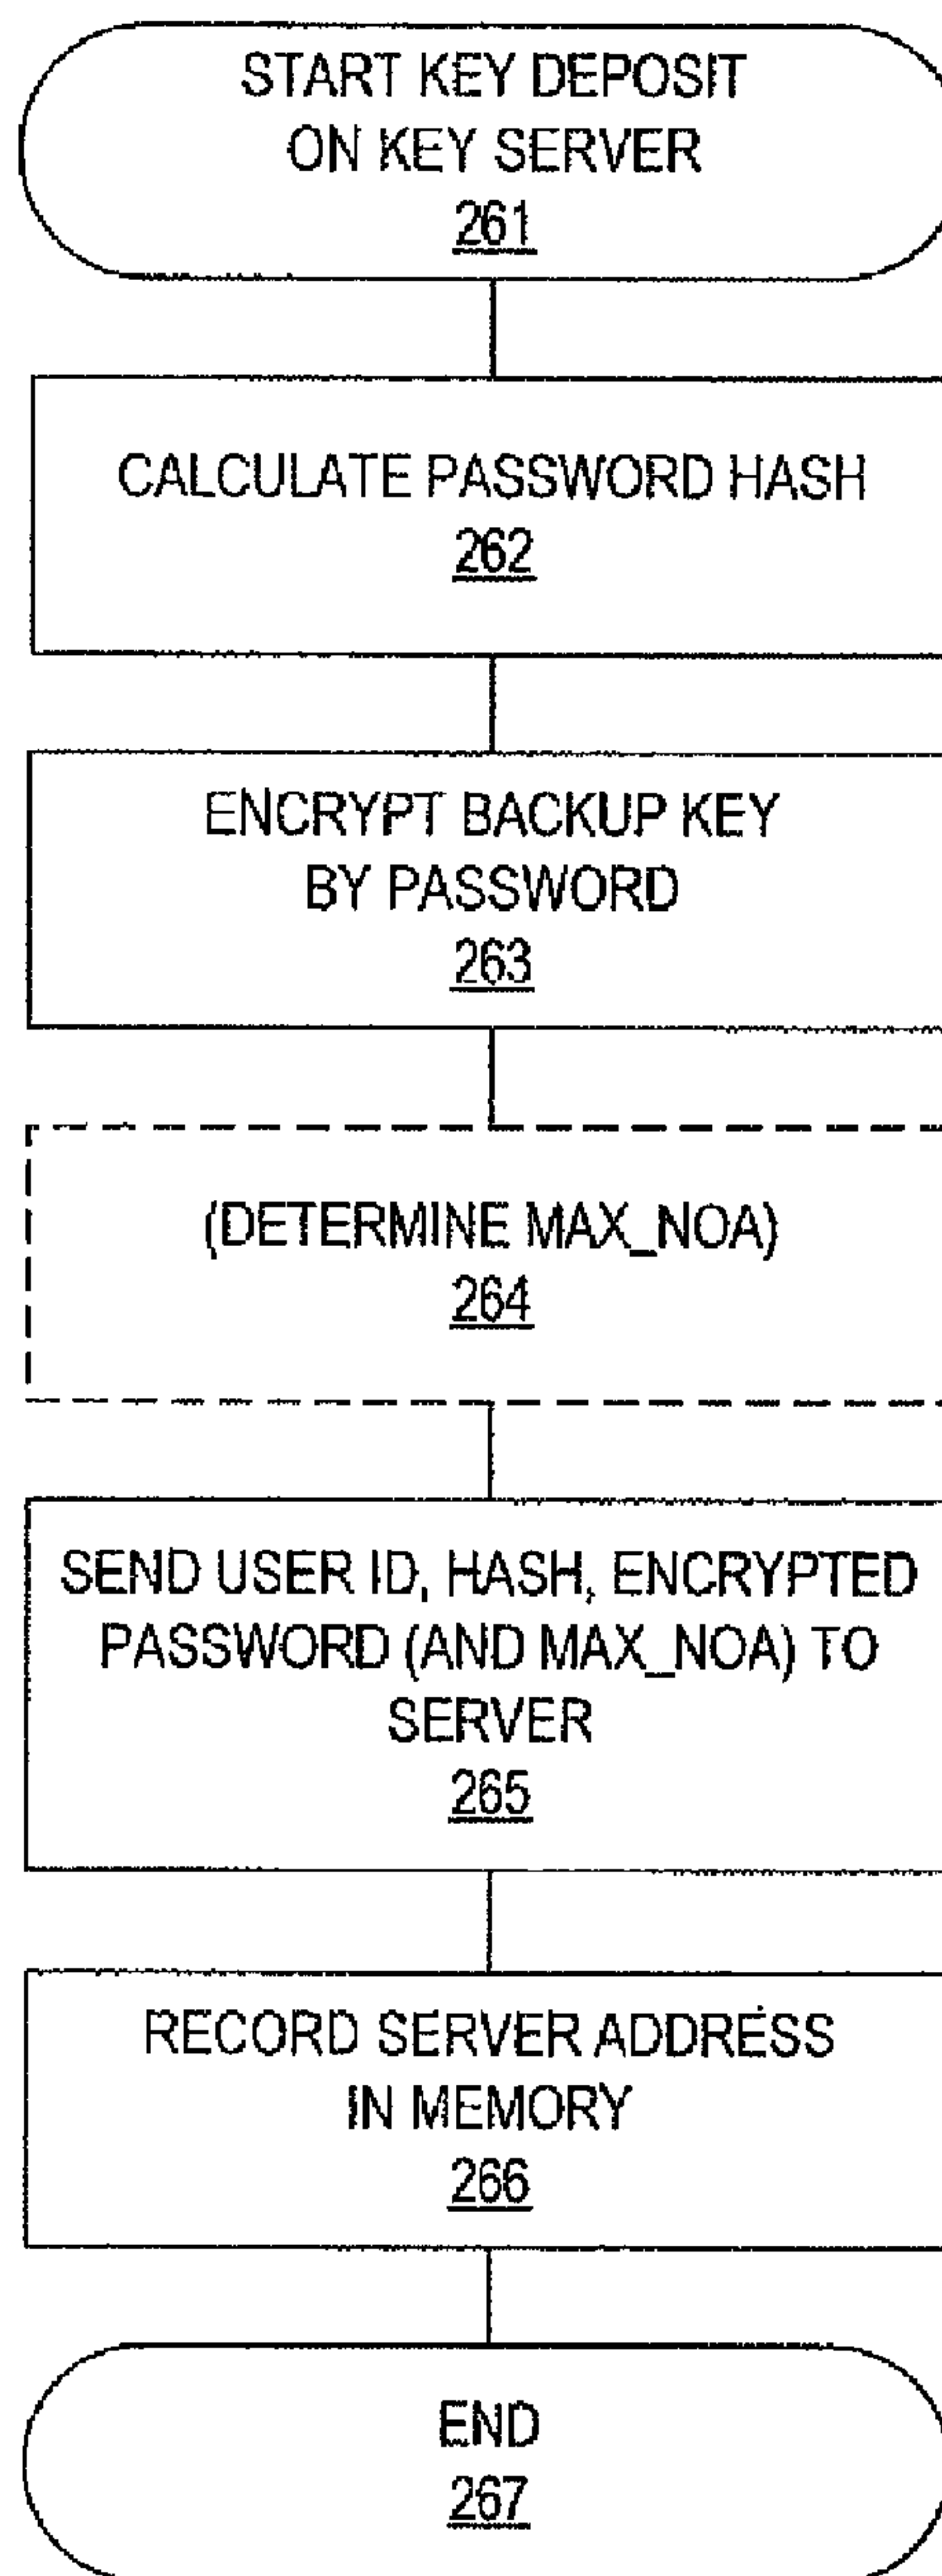 START KEY DEPOSIT
ON KEY SERVER
261
CALCULATE PASSWORD HASH
262
ENCRYPT BACKUP KEY
BY PASSWORD
263
(DETERMINE MAX_NOA)
264
SEND USER ID, HASH, ENCRYPTED
PASSWORD (AND MAX_NOA) TO
SERVER
265
RECORD SERVER ADDRESS
IN MEMORY
266
END
267